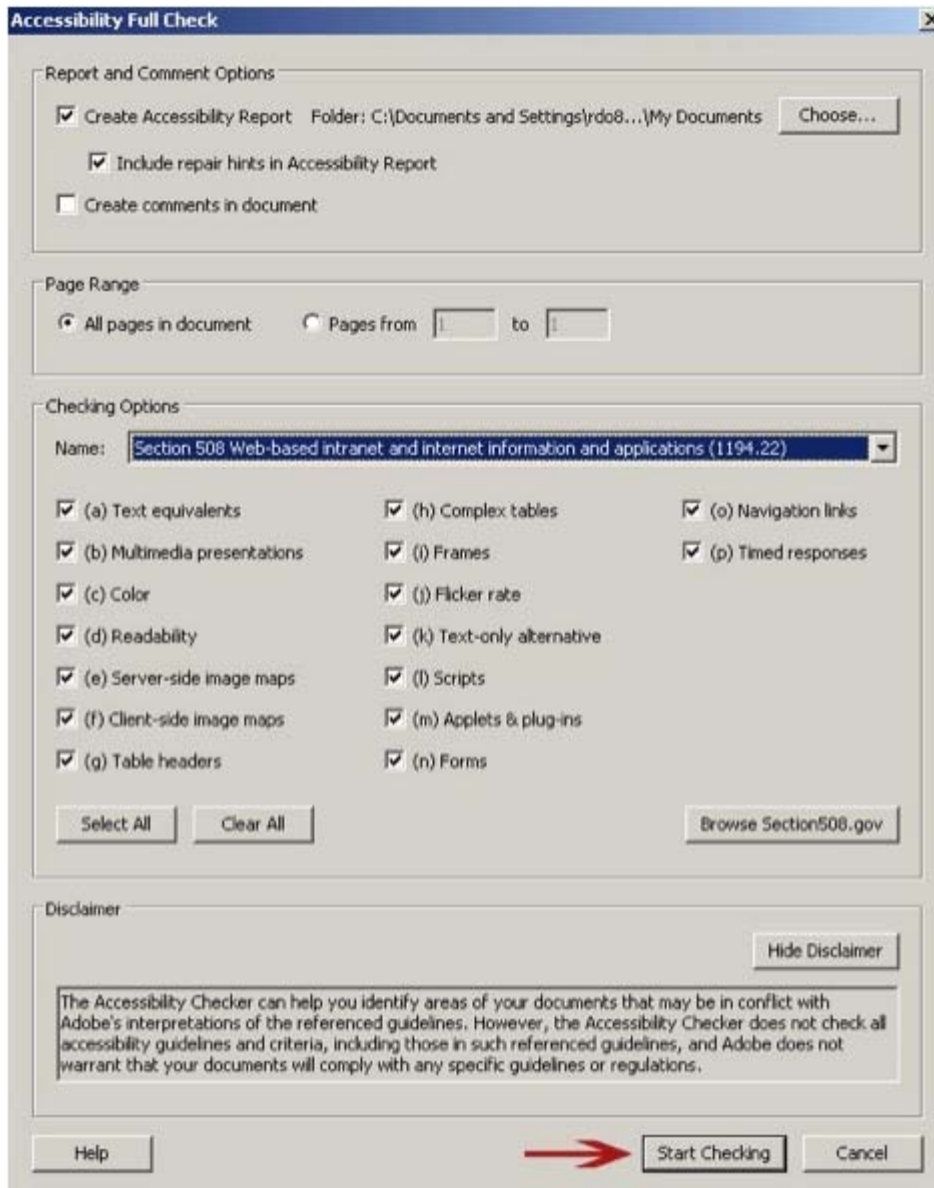 Accessibility Full Check
Report and Comment Options
Create Accessibility Report Folder: C:\Documents and Settings\rdo8...\My Documents Choose...
Include repair hints in Accessibility Report
Create comments in document
Page Range
All pages in document Pages from 1 to 1
Checking Options
Name: Section 508 Web-based intranet and internet information and applications (1194.22)
(a) Text equivalents (h) Complex tables (o) Navigation links
(b) Multimedia presentations (i) Frames (p) Timed responses
(c) Color (j) Flicker rate
(d) Readability (k) Text-only alternative
(e) Server-side image maps (l) Scripts
(f) Client-side image maps (m) Applets & plug-ins
(g) Table headers (n) Forms
Select All Clear All Browse Section508.gov
Disclaimer
Hide Disclaimer
The Accessibility Checker can help you identify areas of your documents that may be in conflict with
Adobe's interpretations of the referenced guidelines. However, the Accessibility Checker does not check all
accessibility guidelines and criteria, including those in such referenced guidelines, and Adobe does not
warrant that your documents will comply with any specific guidelines or regulations.
Help Start Checking Cancel